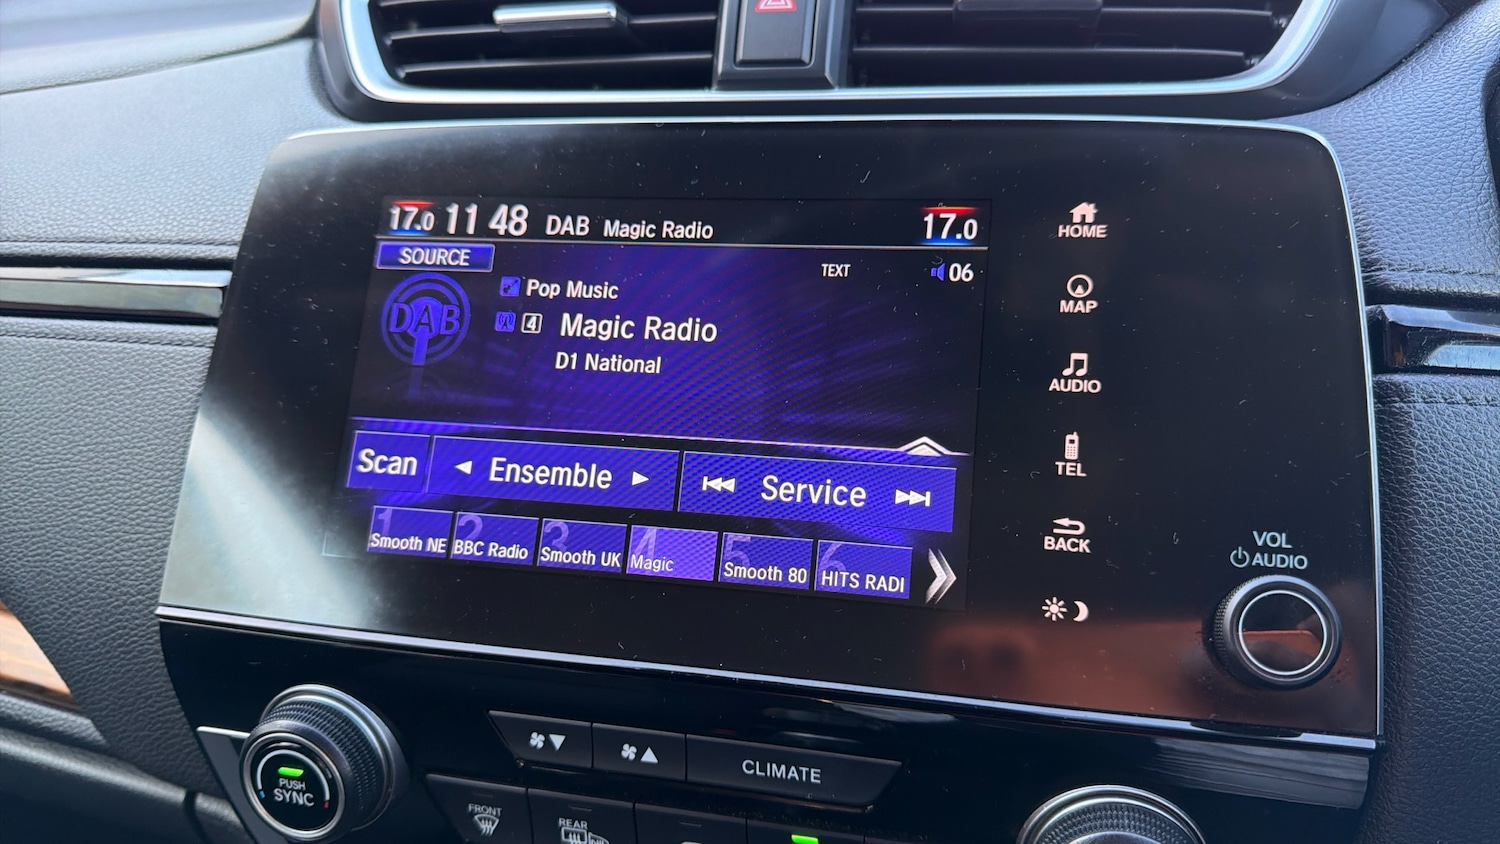 17.0 11 48 DAB Magic Radio 17.0
SOURCE
TEXT
06
DAB
Pop Music
4 Magic Radio
D1 National
Scan
Ensemble
Service
1 Smooth NE
2 BBC Radio
3 Smooth UK
4 Magic
5 Smooth 80
6 HITS RADI
HOME
MAP
AUDIO
TEL
BACK
VOL
AUDIO
PUSH
SYNC
CLIMATE
FRONT
REAR